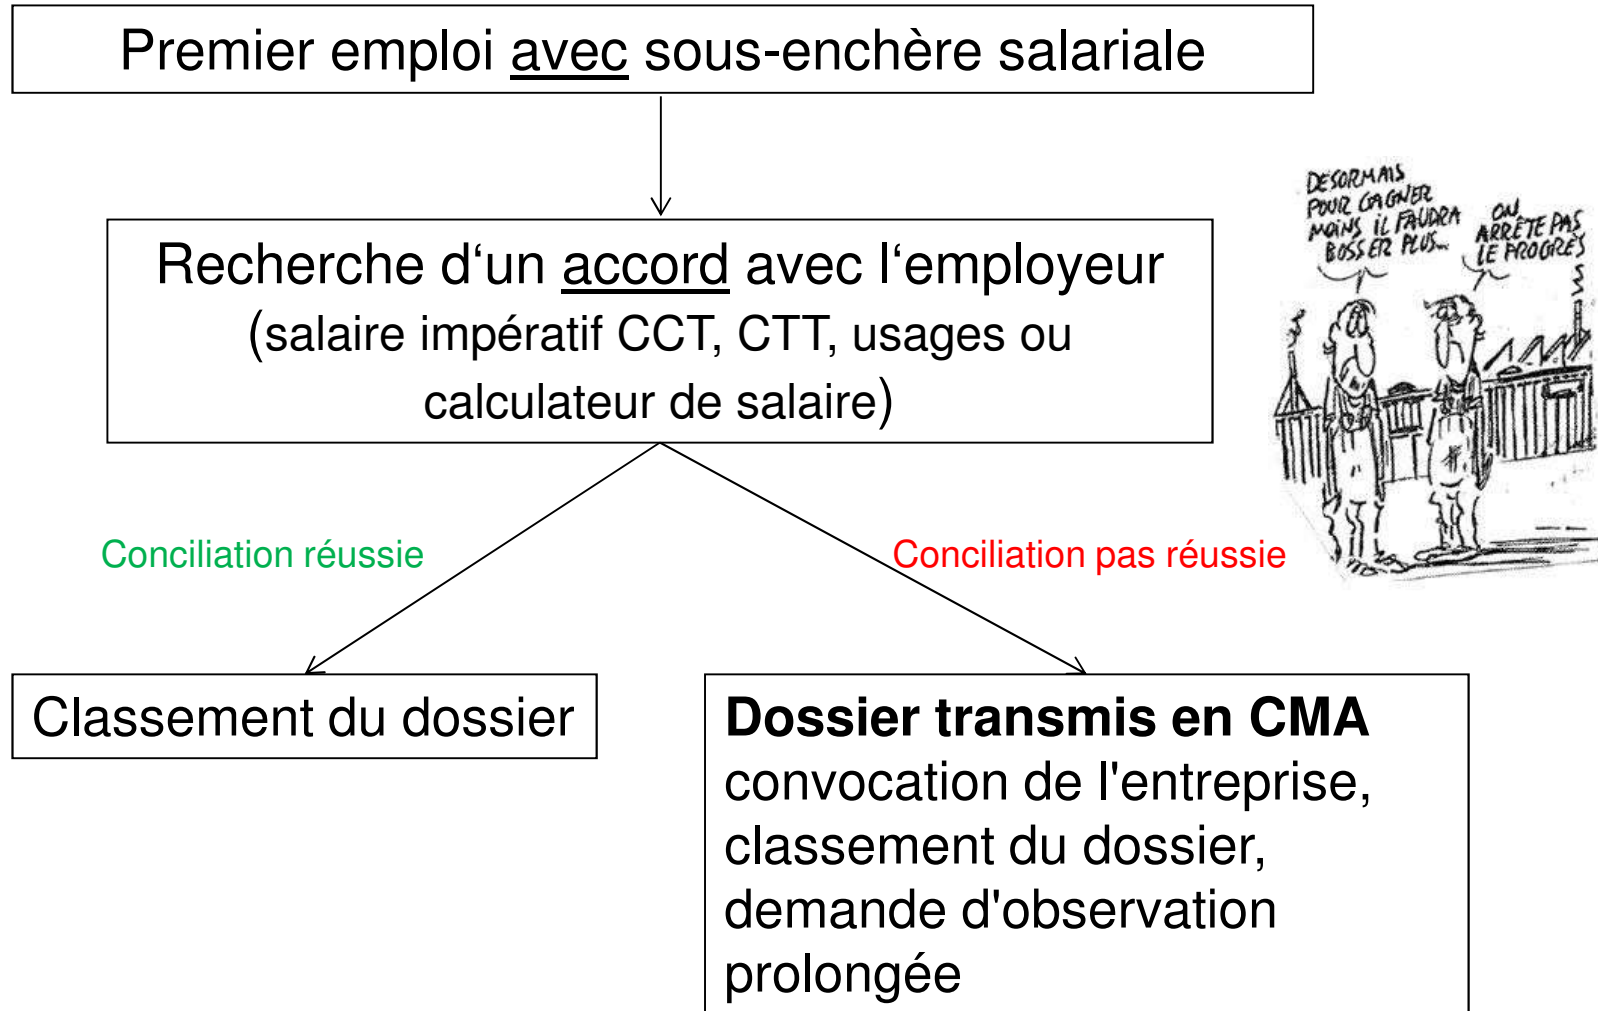 Premier emploi avec sous-enchère salariale
Recherche d‘un accord avec l‘employeur
(salaire impératif CCT, CTT, usages ou
calculateur de salaire)
DESORMAIS
POUR GAGNER
MOINS IL FAUDRA
BOSSER PLUS...
ON
ARRÊTE PAS
LE PROGRÈS
Conciliation réussie
Conciliation pas réussie
Classement du dossier
Dossier transmis en CMA
convocation de l'entreprise,
classement du dossier,
demande d'observation
prolongée